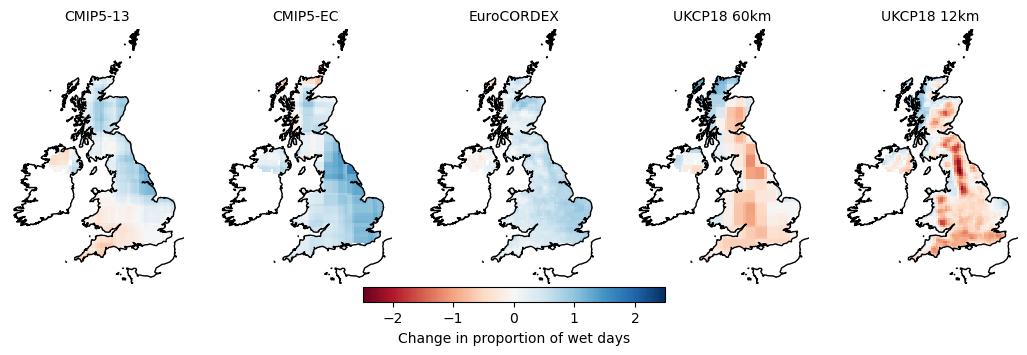 CMIP5-13
CMIP5-EC
EuroCORDEX
UKCP18 60km
UKCP18 12km
−2
−1
0
1
2
Change in proportion of wet days